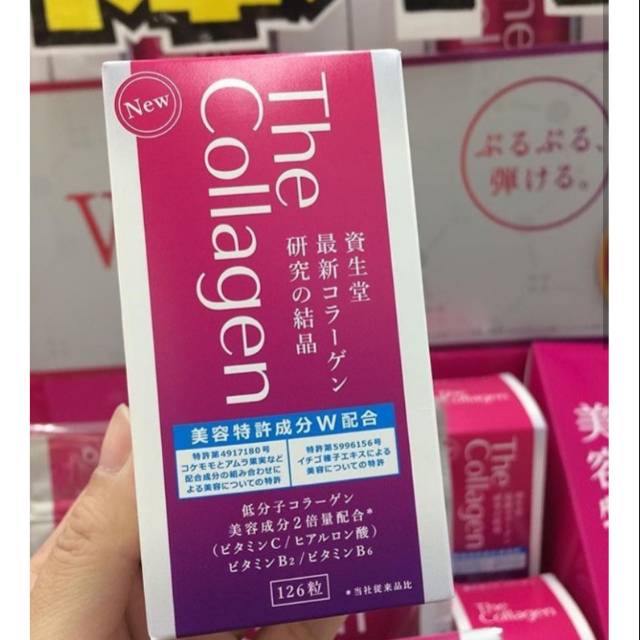 New
The
Collagen
資生堂
最新コラーゲン
研究の結晶
美容特許成分W配合
特許第4917180号
コケモモとアムラ果実など
配合成分の組み合わせに
よる美容についての特許
特許第5996156号
イチゴ種子エキスによる
美容についての特許
低分子コラーゲン
美容成分2倍量配合*
(ビタミンC/ヒアルロン酸)
ビタミンB2/ビタミンB6
126粒
*当社従来品比
ぷるぷる、
弾ける。
The
Collagen
The
Collagen
美容